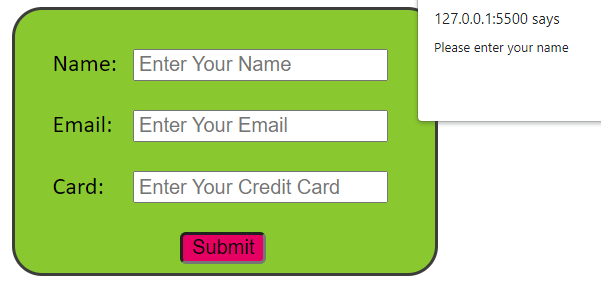 127.0.0.1:5500 says
Please enter your name
Name: Enter Your Name
Email: Enter Your Email
Card: Enter Your Credit Card
Submit